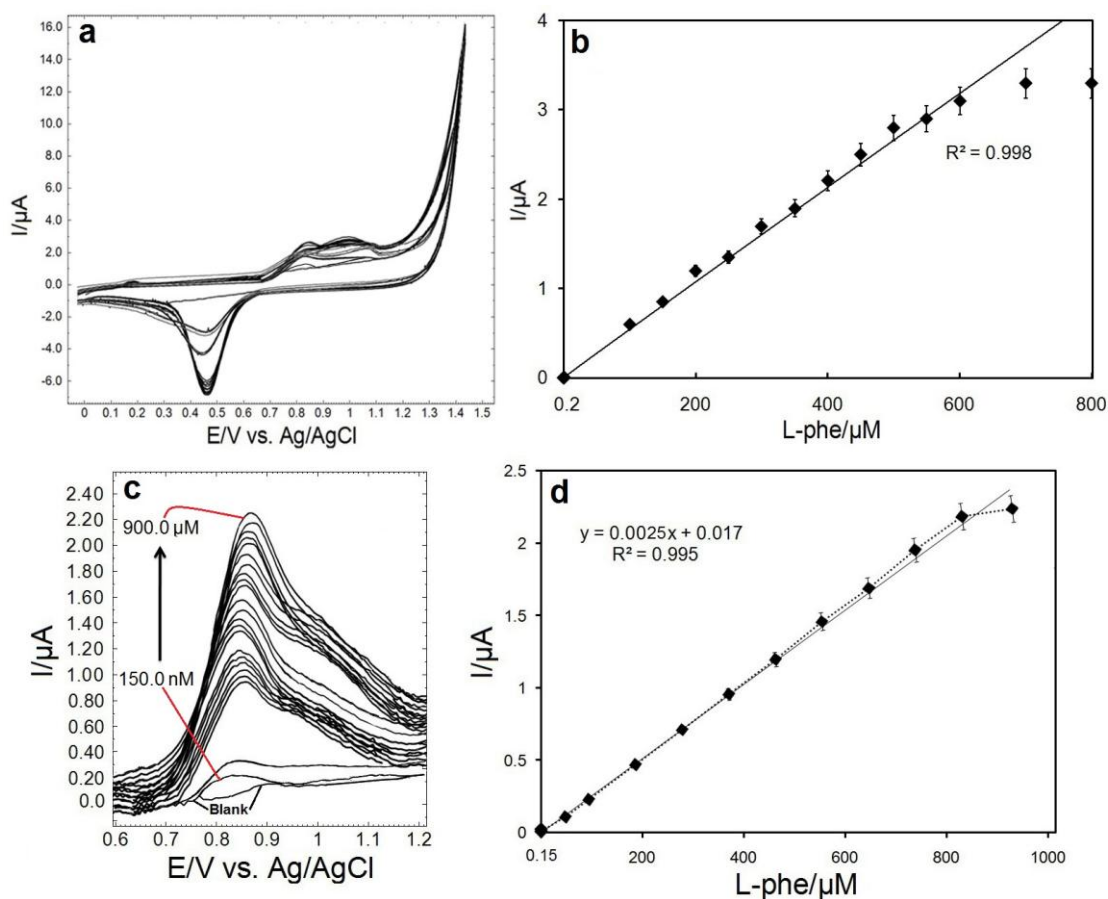 a
16.0
14.0
12.0
10.0
8.0
6.0
4.0
2.0
0.0
2.0
4.0
-6.0
I/µA
0 0.1 0.2 0.3 0.4 0.5 0.6 0.7 0.8 0.9 1.0 1.1 1.2 1.3 1.4 1.5
E/V vs. Ag/AgCl
b
4
3
2
1
0
I/µA
R² = 0.998
0.2 200 400 600 800
L-phe/µM
c
2.40
2.20
2.00
1.80
1.60
1.40
1.20
1.00
0.80
0.60
0.40
0.20
0.0
I/µA
900.0 µM
150.0 nM
Blank
0.6 0.7 0.8 0.9 1 1.1 1.2
E/V vs. Ag/AgCl
d
2.5
2
1.5
1
0.5
0
I/µA
y = 0.0025x + 0.017
R² = 0.995
0.15 200 400 600 800 1000
L-phe/µM